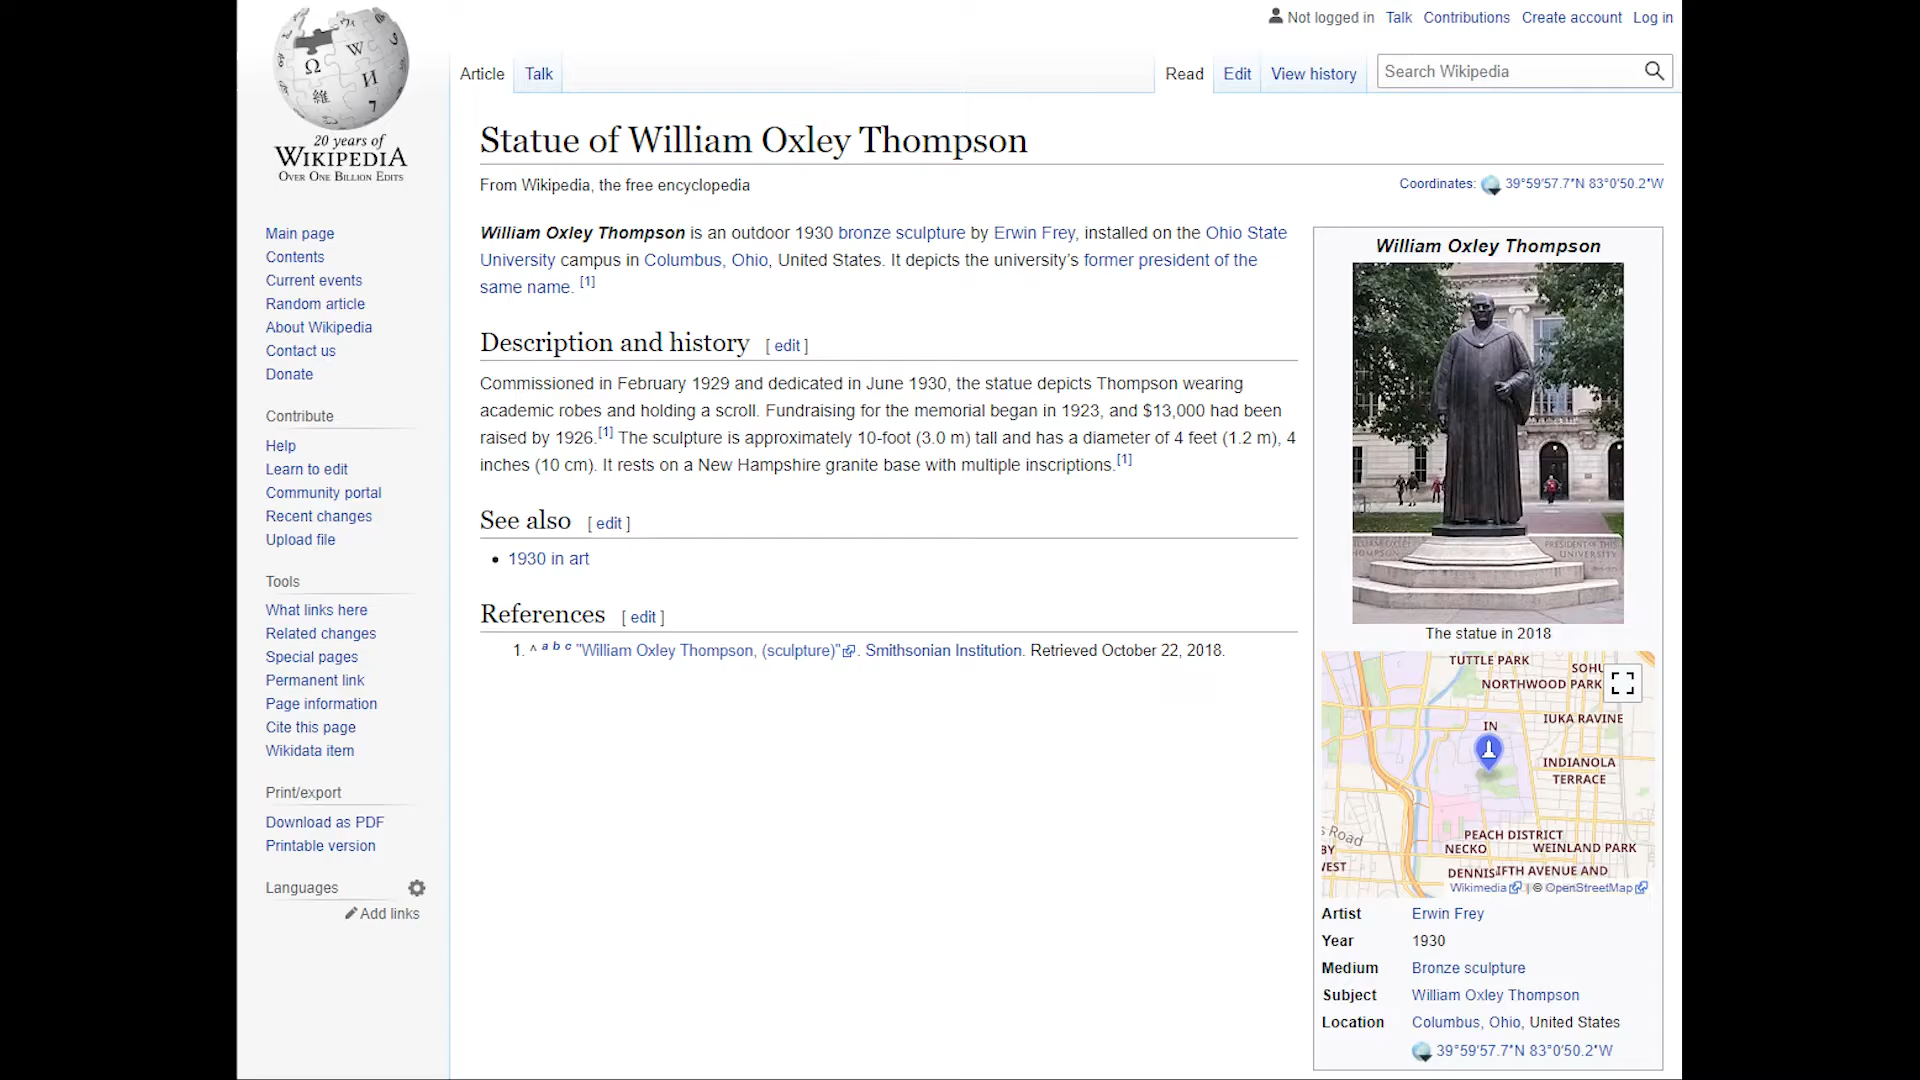 Not logged in Talk Contributions Create account Log in
Article Talk Read Edit View history Search Wikipedia
20 years of
WIKIPEDIA
OVER ONE BILLION EDITS
Statue of William Oxley Thompson
From Wikipedia, the free encyclopedia
Coordinates: 39°59′57.7″N 83°0′50.2″W
Main page
Contents
Current events
Random article
About Wikipedia
Contact us
Donate
Contribute
Help
Learn to edit
Community portal
Recent changes
Upload file
Tools
What links here
Related changes
Special pages
Permanent link
Page information
Cite this page
Wikidata item
Print/export
Download as PDF
Printable version
Languages
Add links
William Oxley Thompson is an outdoor 1930 bronze sculpture by Erwin Frey, installed on the Ohio State
University campus in Columbus, Ohio, United States. It depicts the university's former president of the
same name. [1]
Description and history [ edit ]
Commissioned in February 1929 and dedicated in June 1930, the statue depicts Thompson wearing
academic robes and holding a scroll. Fundraising for the memorial began in 1923, and $13,000 had been
raised by 1926.[1] The sculpture is approximately 10-foot (3.0 m) tall and has a diameter of 4 feet (1.2 m), 4
inches (10 cm). It rests on a New Hampshire granite base with multiple inscriptions.[1]
See also [ edit ]
• 1930 in art
References [ edit ]
1. ^ a b c "William Oxley Thompson, (sculpture)". Smithsonian Institution. Retrieved October 22, 2018.
William Oxley Thompson
PRESIDENT OF THIS
UNIVERSITY
The statue in 2018
TUTTLE PARK
SOHU
NORTHWOOD PARK
IUKA RAVINE
IN
INDIANOLA
TERRACE
s Road
PEACH DISTRICT
BY
NECKO
WEINLAND PARK
WEST
DENNIS
IFTH AVENUE AND
Wikimedia | © OpenStreetMap
Artist Erwin Frey
Year 1930
Medium Bronze sculpture
Subject William Oxley Thompson
Location Columbus, Ohio, United States
39°59′57.7″N 83°0′50.2″W